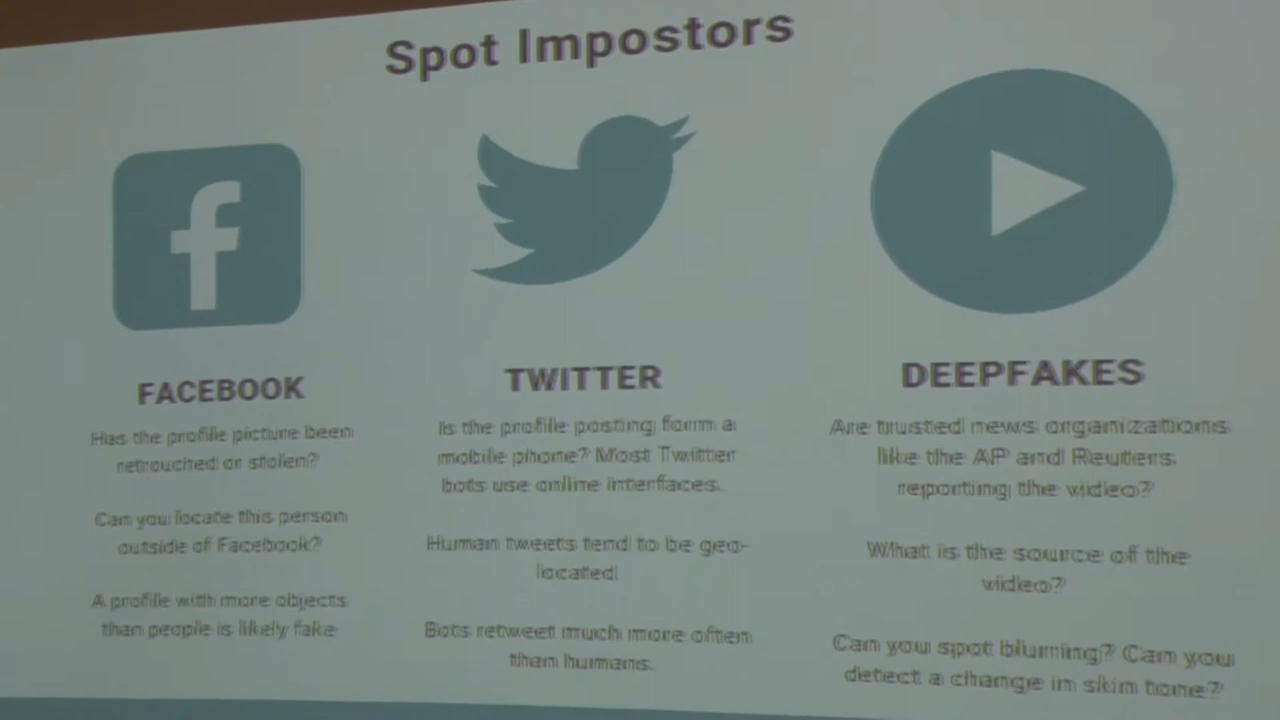 Spot Impostors
FACEBOOK
Has the profile picture been
retrouched or stolen?
Can you locate this person
outside of Facebook?
A profile with more objects
than people is likely fake
TWITTER
Is the profile posting form a
mobile phone? Most Twitter
bots use online interfaces.
Human tweets tend to be geo-
located
Bots retweet much more often
than humans.
DEEPFAKES
Are trusted news organizations
like the AP and Reuters
reporting the video?
What is the source of the
video?
Can you spot blurring? Can you
detect a change in skin tone?